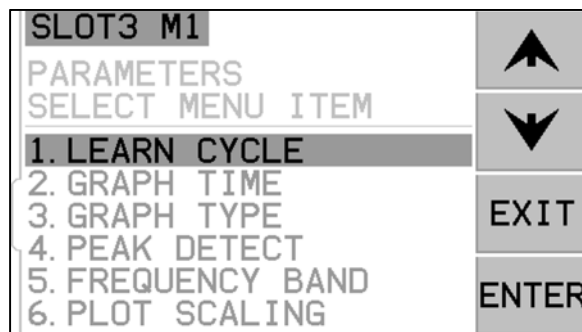 SLOT3 M1
PARAMETERS
SELECT MENU ITEM
1. LEARN CYCLE
2. GRAPH TIME
3. GRAPH TYPE
4. PEAK DETECT
5. FREQUENCY BAND
6. PLOT SCALING
EXIT
ENTER